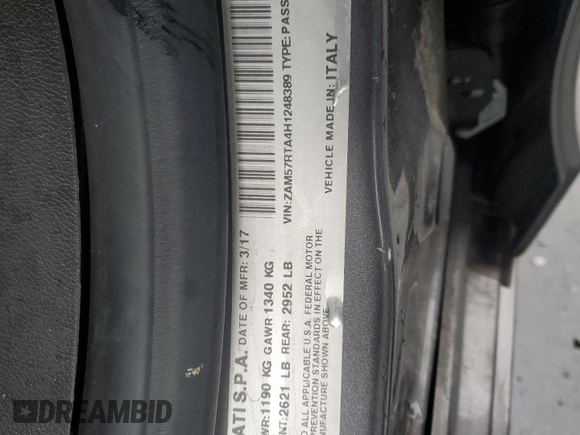 ATI S.P.A. DATE OF MFR: 3/17
WR: 1190 KG GAWR 1340 KG
NT: 2621 LB REAR: 2952 LB
O ALL APPLICABLE U.S.A. FEDERAL MOTOR
PREVENTION STANDARDS IN EFFECT ON THE
MANUFACTURE SHOWN ABOVE.
VIN:ZAM57RTA4H1248389 TYPE: PASS
VEHICLE MADE IN: ITALY
DREAMBID